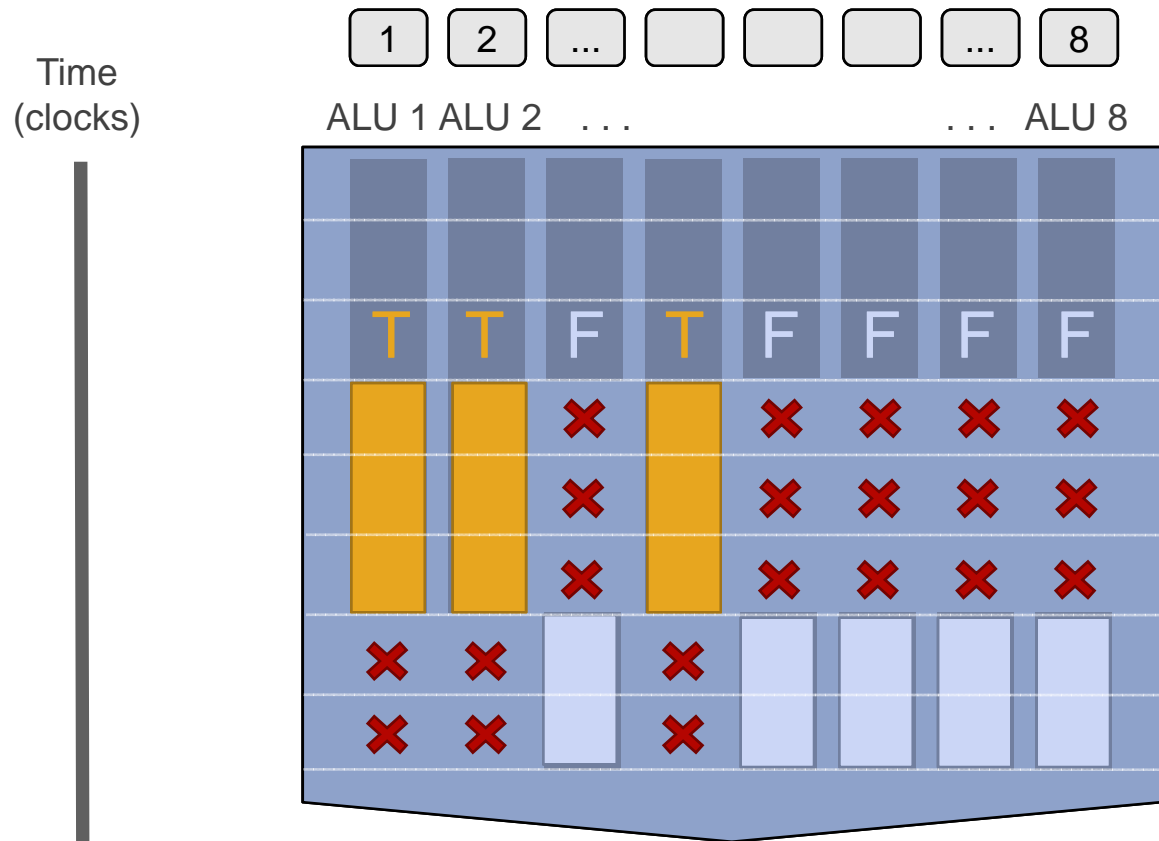 1 2 ... ... 8
Time
(clocks)
ALU 1 ALU 2 . . . . . . ALU 8
T T F T F F F F